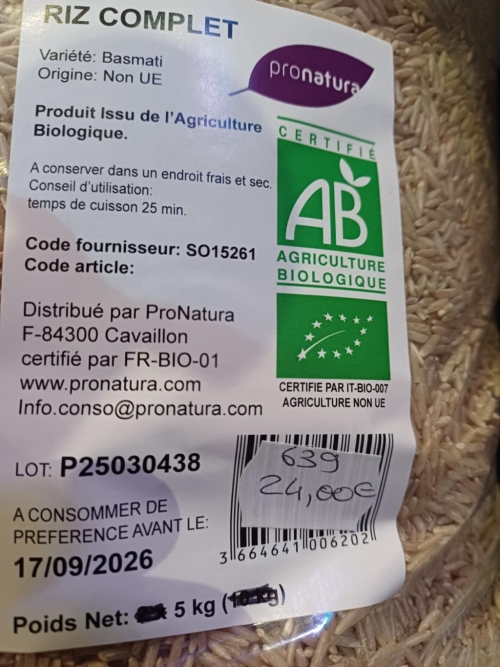 RIZ COMPLET
Variété: Basmati
Origine: Non UE
pronatura
Produit Issu de l'Agriculture
Biologique.
CERTIFIÉ
AB
AGRICULTURE
BIOLOGIQUE
A conserver dans un endroit frais et sec.
Conseil d'utilisation:
temps de cuisson 25 min.
Code fournisseur: SO15261
Code article:
Distribué par ProNatura
F-84300 Cavaillon
certifié par FR-BIO-01
www.pronatura.com
Info.conso@pronatura.com
CERTIFIE PAR IT-BIO-007
AGRICULTURE NON UE
LOT: P25030438
639
24,00€
3 664641 006202
A CONSOMMER DE
PREFERENCE AVANT LE:
17/09/2026
Poids Net: 5 kg (10 kg)